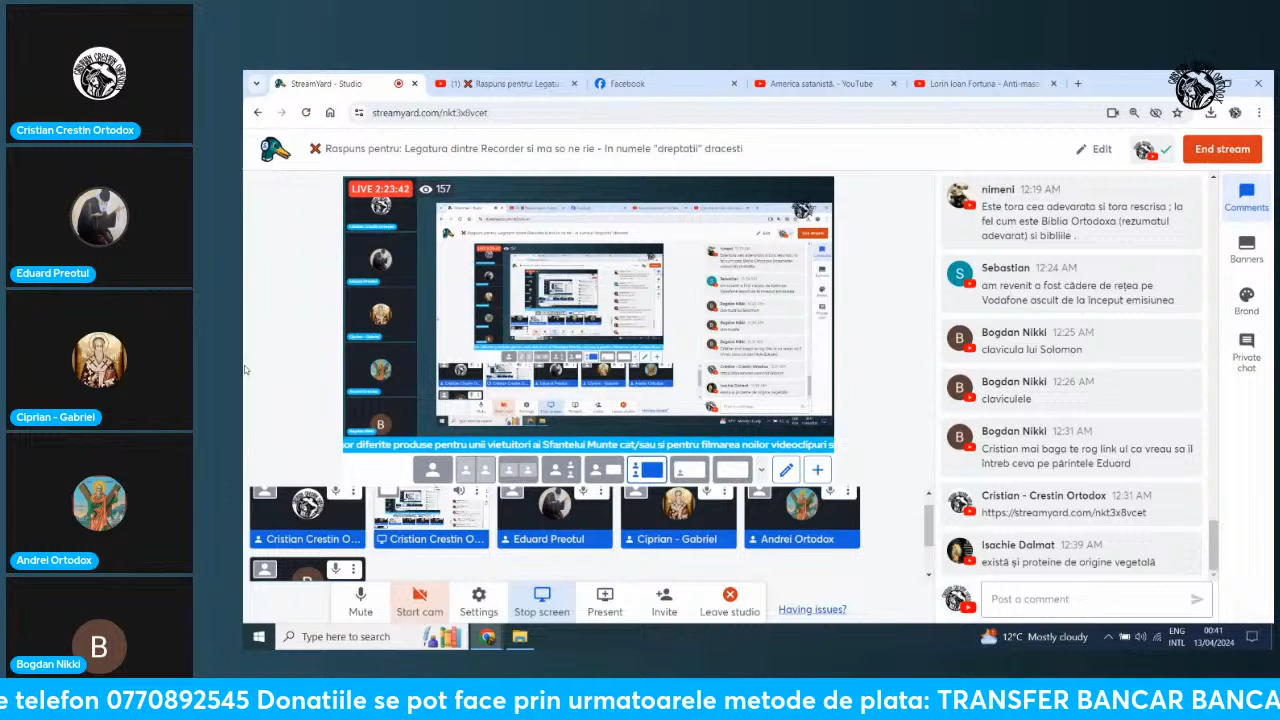 Cristian Crestin Ortodox
Eduard Preotul
Ciprian - Gabriel
Andrei Ortodox
B
Bogdan Nikki
StreamYard - Studio
(1) ❌ Raspuns pentru: Legatu
Facebook
America satanistă. - YouTube
Lorin Ioan Fortuna - Anti-maso
streamyard.com/nkt3x8vcet
❌ Raspuns pentru: Legatura dintre Recorder si ma so ne rie - In numele "dreptatii" dracesti
Edit
End stream
LIVE 2:23:42
157
or diferite produse pentru unii vietuitori ai Sfantelui Munte cat/sau si pentru filmarea noilor videoclipuri s
Cristian Crestin O...
Cristian Crestin O...
Eduard Preotul
Ciprian - Gabriel
Andrei Ortodox
Mute
Start cam
Settings
Stop screen
Present
Invite
Leave studio
Having issues?
nimeni 12:19 AM
Este tora cea adevarata si tora rescrisa ; la
fel cum este Biblia Ortodoxa (rezumatul
adevarat) si bibliile .
S
Sebastian 12:23 AM
am revenit a fost cădere de rețea pe
Vodafone ascult de la început emisiunea
B
Bogdan Nikki 12:25 AM
clavicula lui Solomon
B
Bogdan Nikki 12:26 AM
claviculele
B
Bogdan Nikki 12:31 AM
Cristian mai baga te rog link ul ca vreau sa îl
întreb ceva pe părintele Eduard
Cristian - Crestin Ortodox 12:31 AM
https://streamyard.com/nkt3x8vcet
Isachie Dalmat 12:39 AM
există și proteine de origine vegetală
Post a comment
Comments
Banners
Brand
Private
chat
Type here to search
12°C Mostly cloudy
ENG
INTL
00:41
13/04/2024
e telefon 0770892545 Donatiile se pot face prin urmatoarele metode de plata: TRANSFER BANCAR BANCA